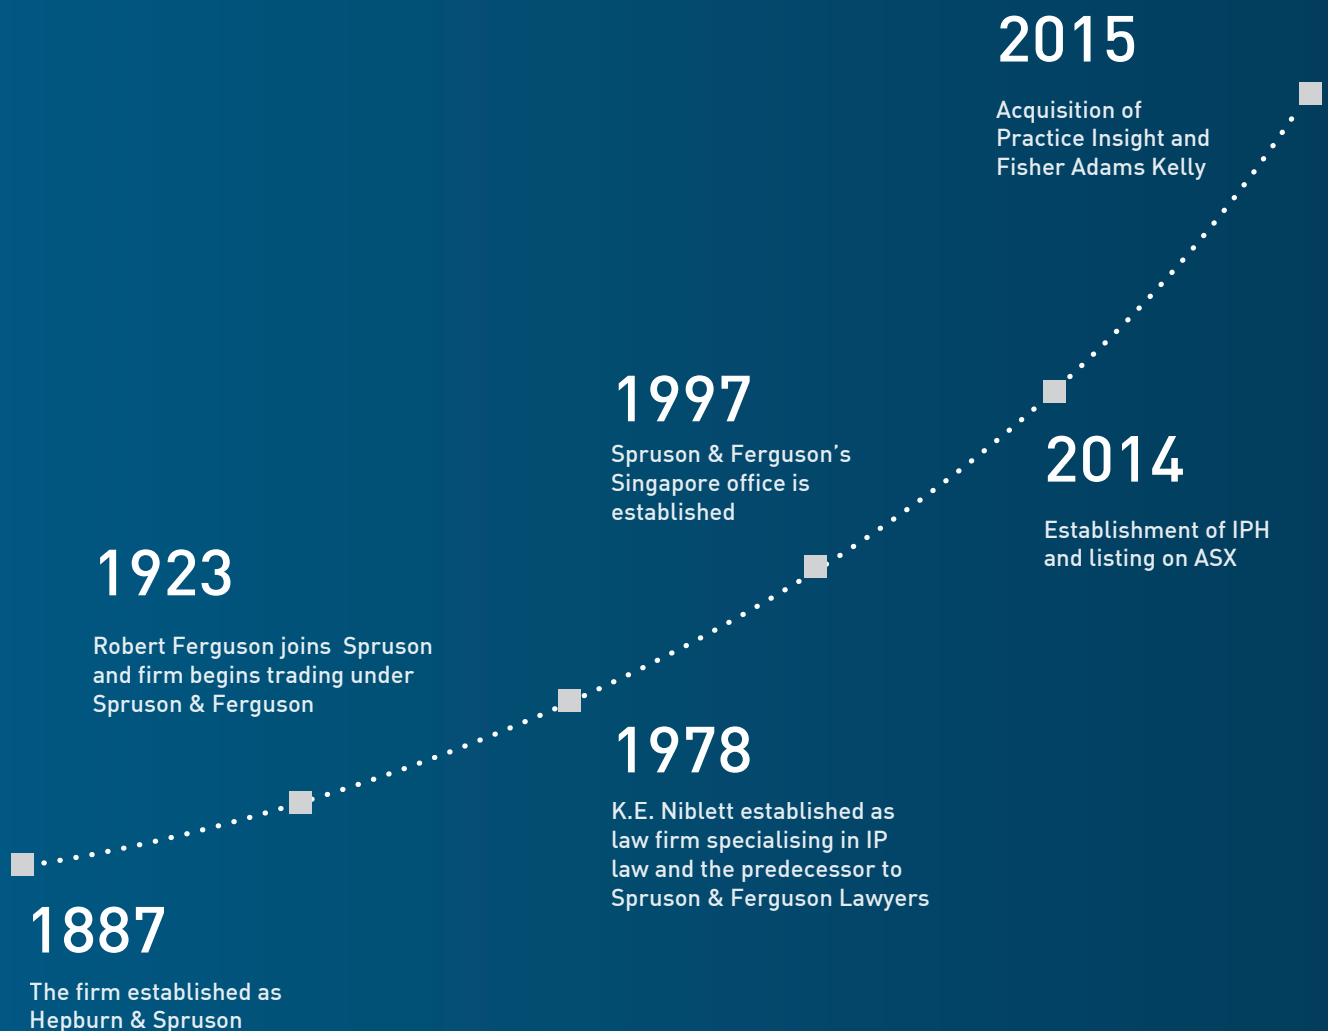 2015
Acquisition of
Practice Insight and
Fisher Adams Kelly
1997
Spruson & Ferguson’s
Singapore office is
established
2014
Establishment of IPH
and listing on ASX
1923
Robert Ferguson joins  Spruson
and firm begins trading under
Spruson & Ferguson
1978
K.E. Niblett established as
law firm specialising in IP
law and the predecessor to
Spruson & Ferguson Lawyers
1887
The firm established as
Hepburn & Spruson